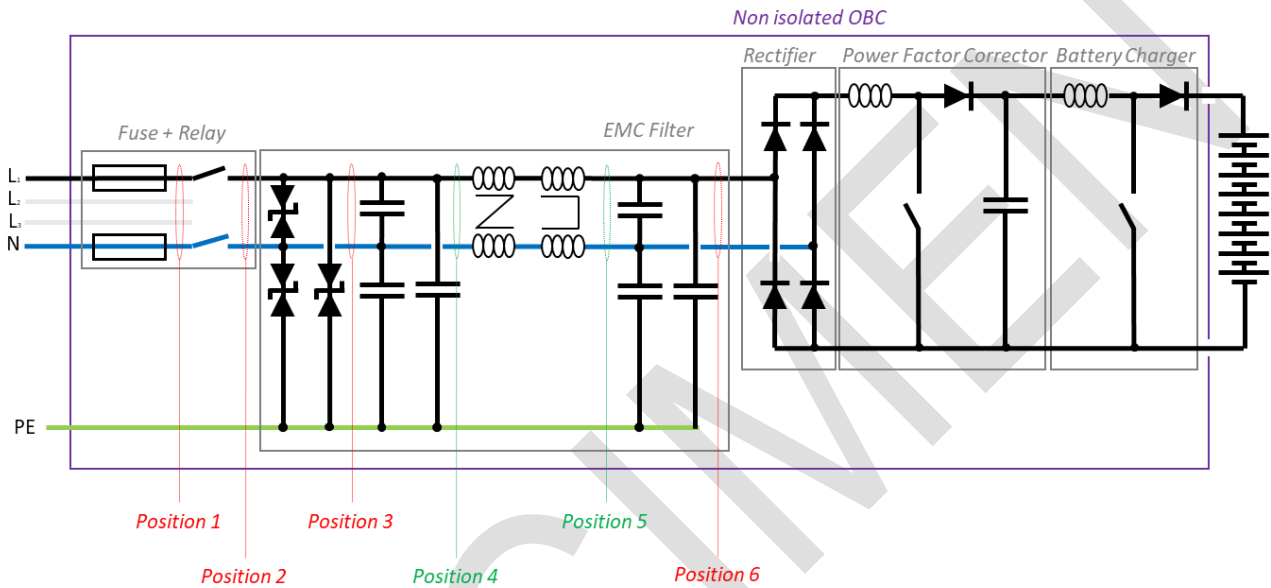 Non isolated OBC
Rectifier
Power Factor Corrector
Battery Charger
Fuse + Relay
EMC Filter
L1
L2
L3
N
PE
Position 1
Position 3
Position 5
Position 2
Position 4
Position 6
CIMEN